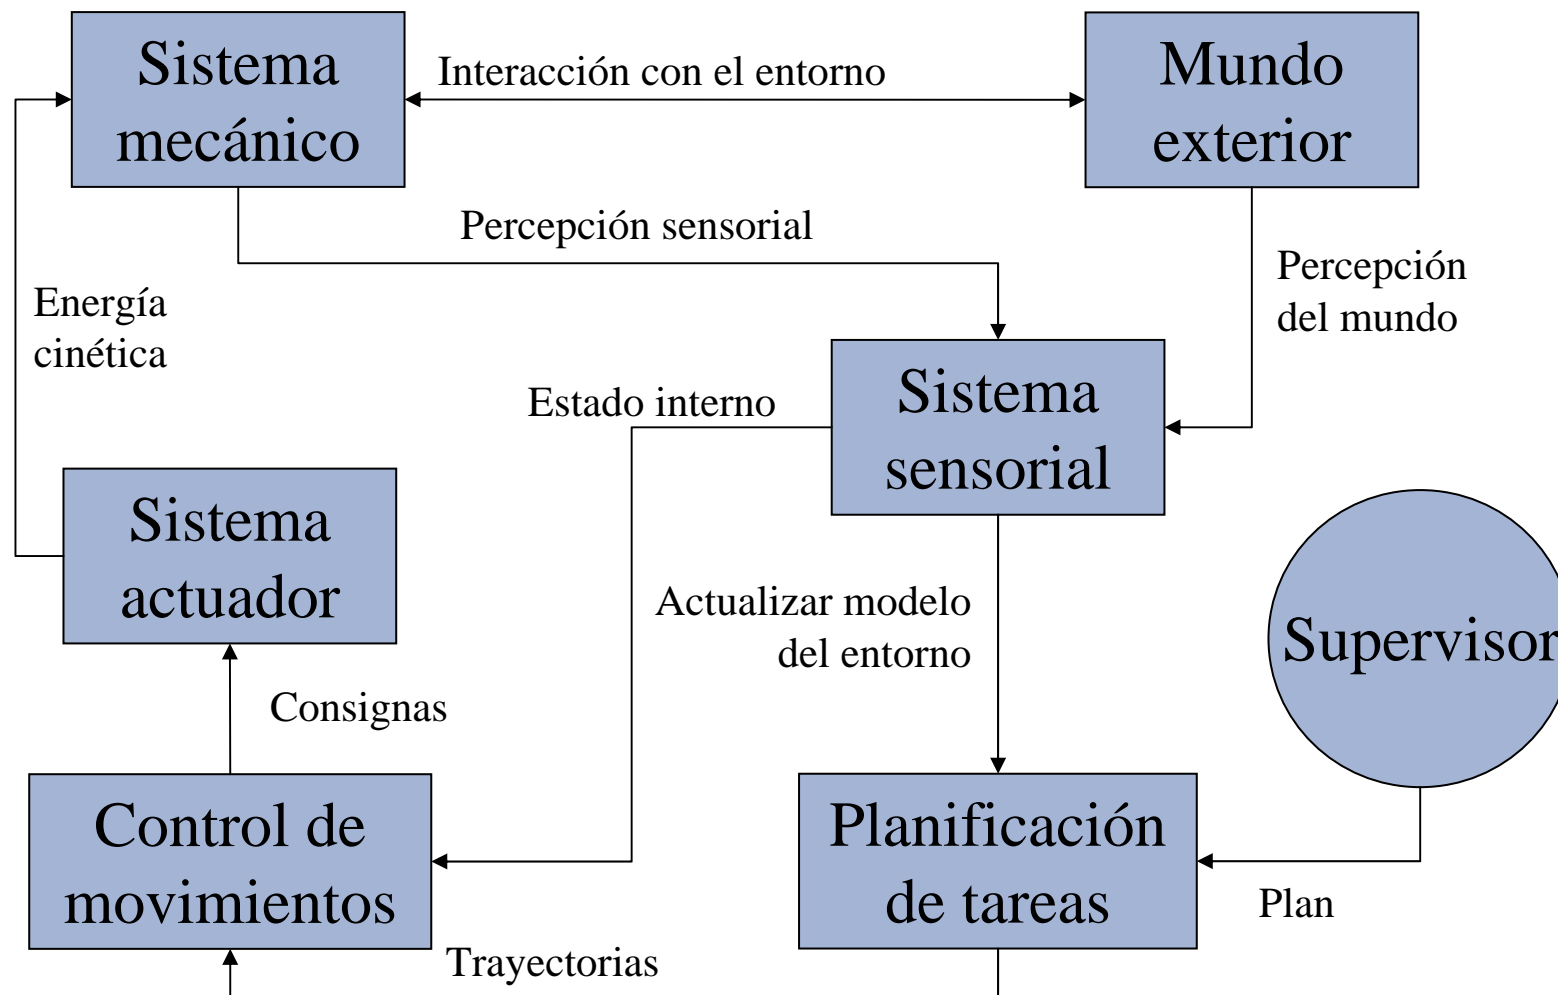 Sistema
mecánico
Interacción con el entorno
Mundo
exterior
Percepción sensorial
Percepción
del mundo
Energía
cinética
Estado interno
Sistema
sensorial
Sistema
actuador
Actualizar modelo
del entorno
Supervisor
Consignas
Control de
movimientos
Planificación
de tareas
Plan
Trayectorias